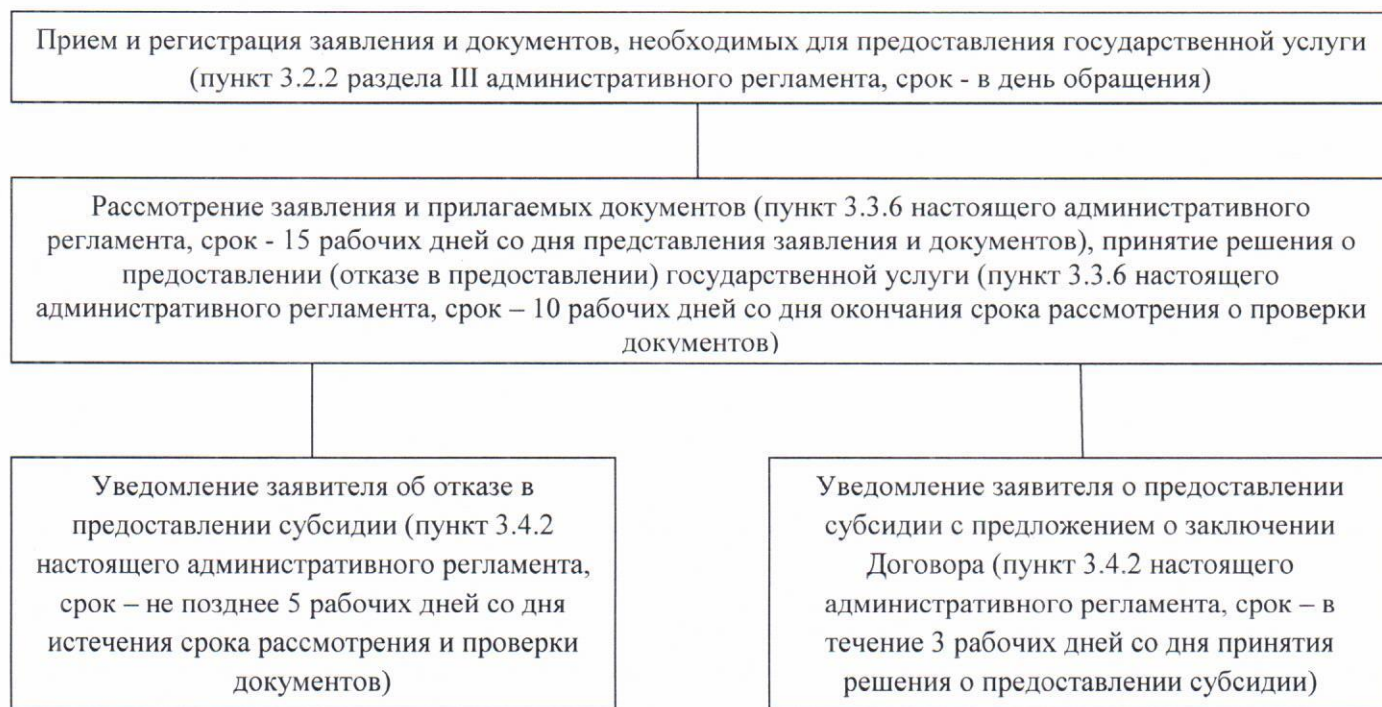 Прием и регистрация заявления и документов, необходимых для предоставления государственной услуги
(пункт 3.2.2 раздела III административного регламента, срок - в день обращения)
Рассмотрение заявления и прилагаемых документов (пункт 3.3.6 настоящего административного
регламента, срок - 15 рабочих дней со дня представления заявления и документов), принятие решения о
предоставлении (отказе в предоставлении) государственной услуги (пункт 3.3.6 настоящего
административного регламента, срок – 10 рабочих дней со дня окончания срока рассмотрения о проверки
документов)
Уведомление заявителя об отказе в
предоставлении субсидии (пункт 3.4.2
настоящего административного регламента,
срок – не позднее 5 рабочих дней со дня
истечения срока рассмотрения и проверки
документов)
Уведомление заявителя о предоставлении
субсидии с предложением о заключении
Договора (пункт 3.4.2 настоящего
административного регламента, срок – в
течение 3 рабочих дней со дня принятия
решения о предоставлении субсидии)